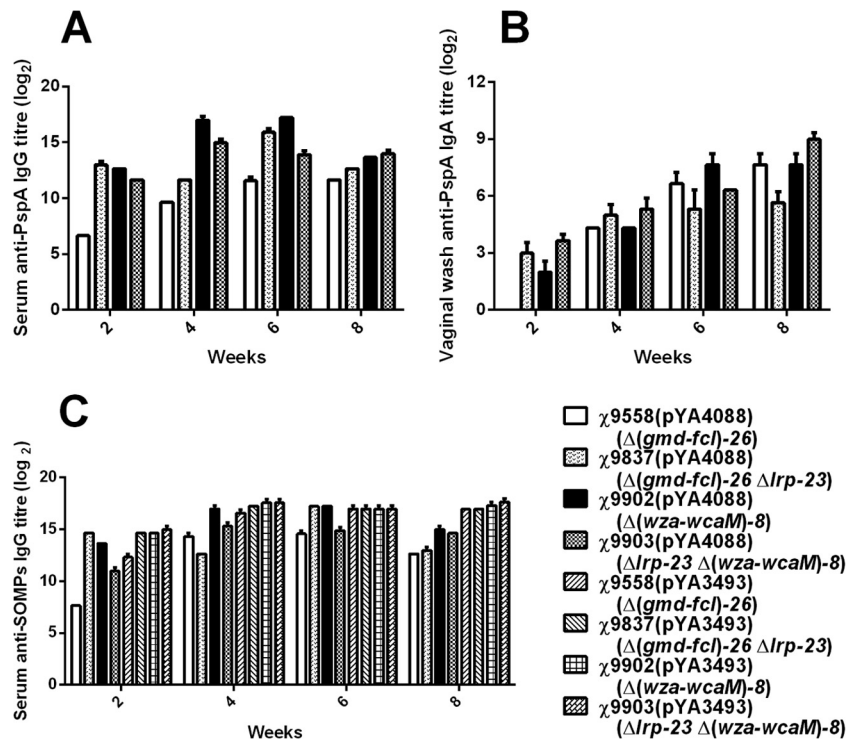 A
Serum anti-PspA IgG titre (log2)
20
15
10
5
0
2
4
6
8
Weeks
B
Vaginal wash anti-PspA IgA titre (log2)
12
9
6
3
0
2
4
6
8
Weeks
C
Serum anti-SOMPs IgG titre (log 2)
20
15
10
5
0
2
4
6
8
Weeks
χ9558(pYA4088)
(Δ(gmd-fcl)-26)
χ9837(pYA4088)
(Δ(gmd-fcl)-26 Δlrp-23)
χ9902(pYA4088)
(Δ(wza-wcaM)-8)
χ9903(pYA4088)
(Δlrp-23 Δ(wza-wcaM)-8)
χ9558(pYA3493)
(Δ(gmd-fcl)-26)
χ9837(pYA3493)
(Δ(gmd-fcl)-26 Δlrp-23)
χ9902(pYA3493)
(Δ(wza-wcaM)-8)
χ9903(pYA3493)
(Δlrp-23 Δ(wza-wcaM)-8)